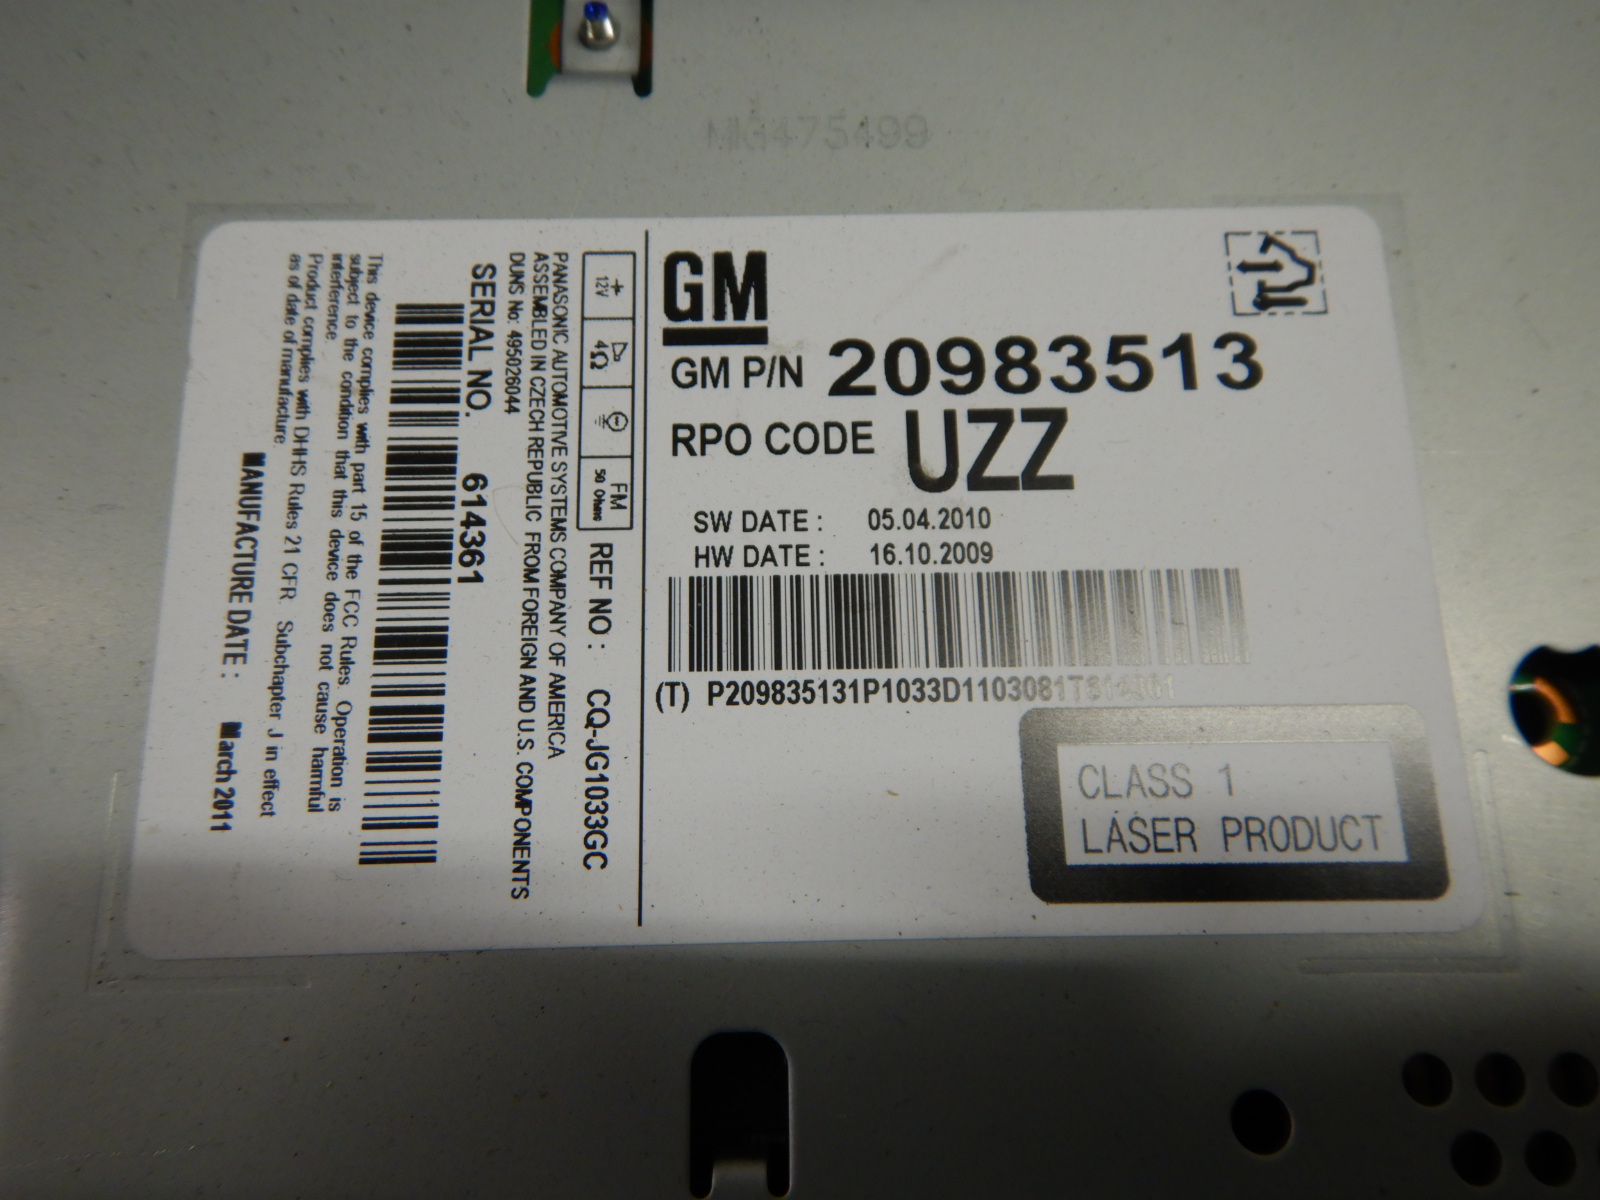 GM
GM P/N 20983513
RPO CODE UZZ
SW DATE : 05.04.2010
HW DATE : 16.10.2009
CLASS 1
LASER PRODUCT
+ 12V
4Ω
FM 50 Ohms
REF NO : CQ-JG1033GC
PANASONIC AUTOMOTIVE SYSTEMS COMPANY OF AMERICA
ASSEMBLED IN CZECH REPUBLIC FROM FOREIGN AND U.S. COMPONENTS
DUNS No: 495026044
SERIAL NO. 614361
This device complies with part 15 of the FCC Rules. Operation is
subject to the condition that this device does not cause harmful
interference.
Product complies with DHHS Rules 21 CFR. Subchapter J in effect
as of date of manufacture.
MANUFACTURE DATE : March 2011